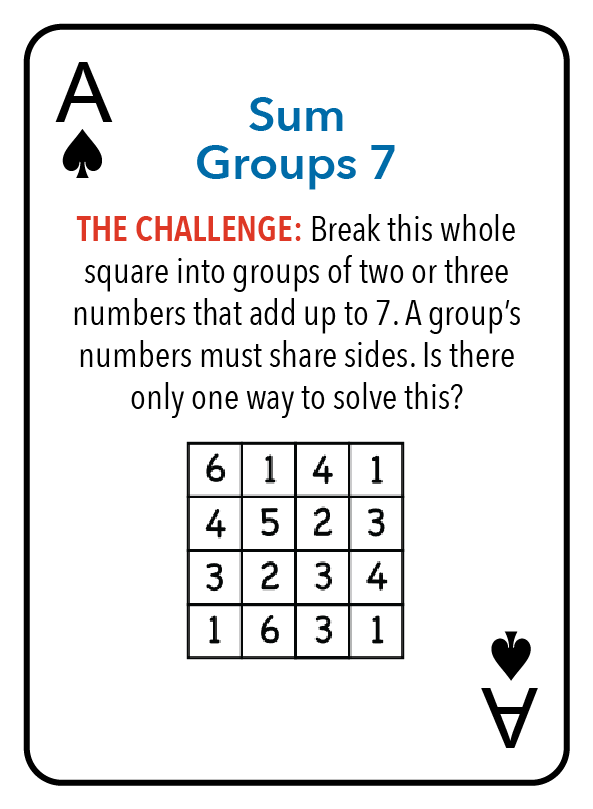 A
Sum
Groups 7
THE CHALLENGE: Break this whole
square into groups of two or three
numbers that add up to 7. A group’s
numbers must share sides. Is there
only one way to solve this?
6 1 4 1
4 5 2 3
3 2 3 4
1 6 3 1
A